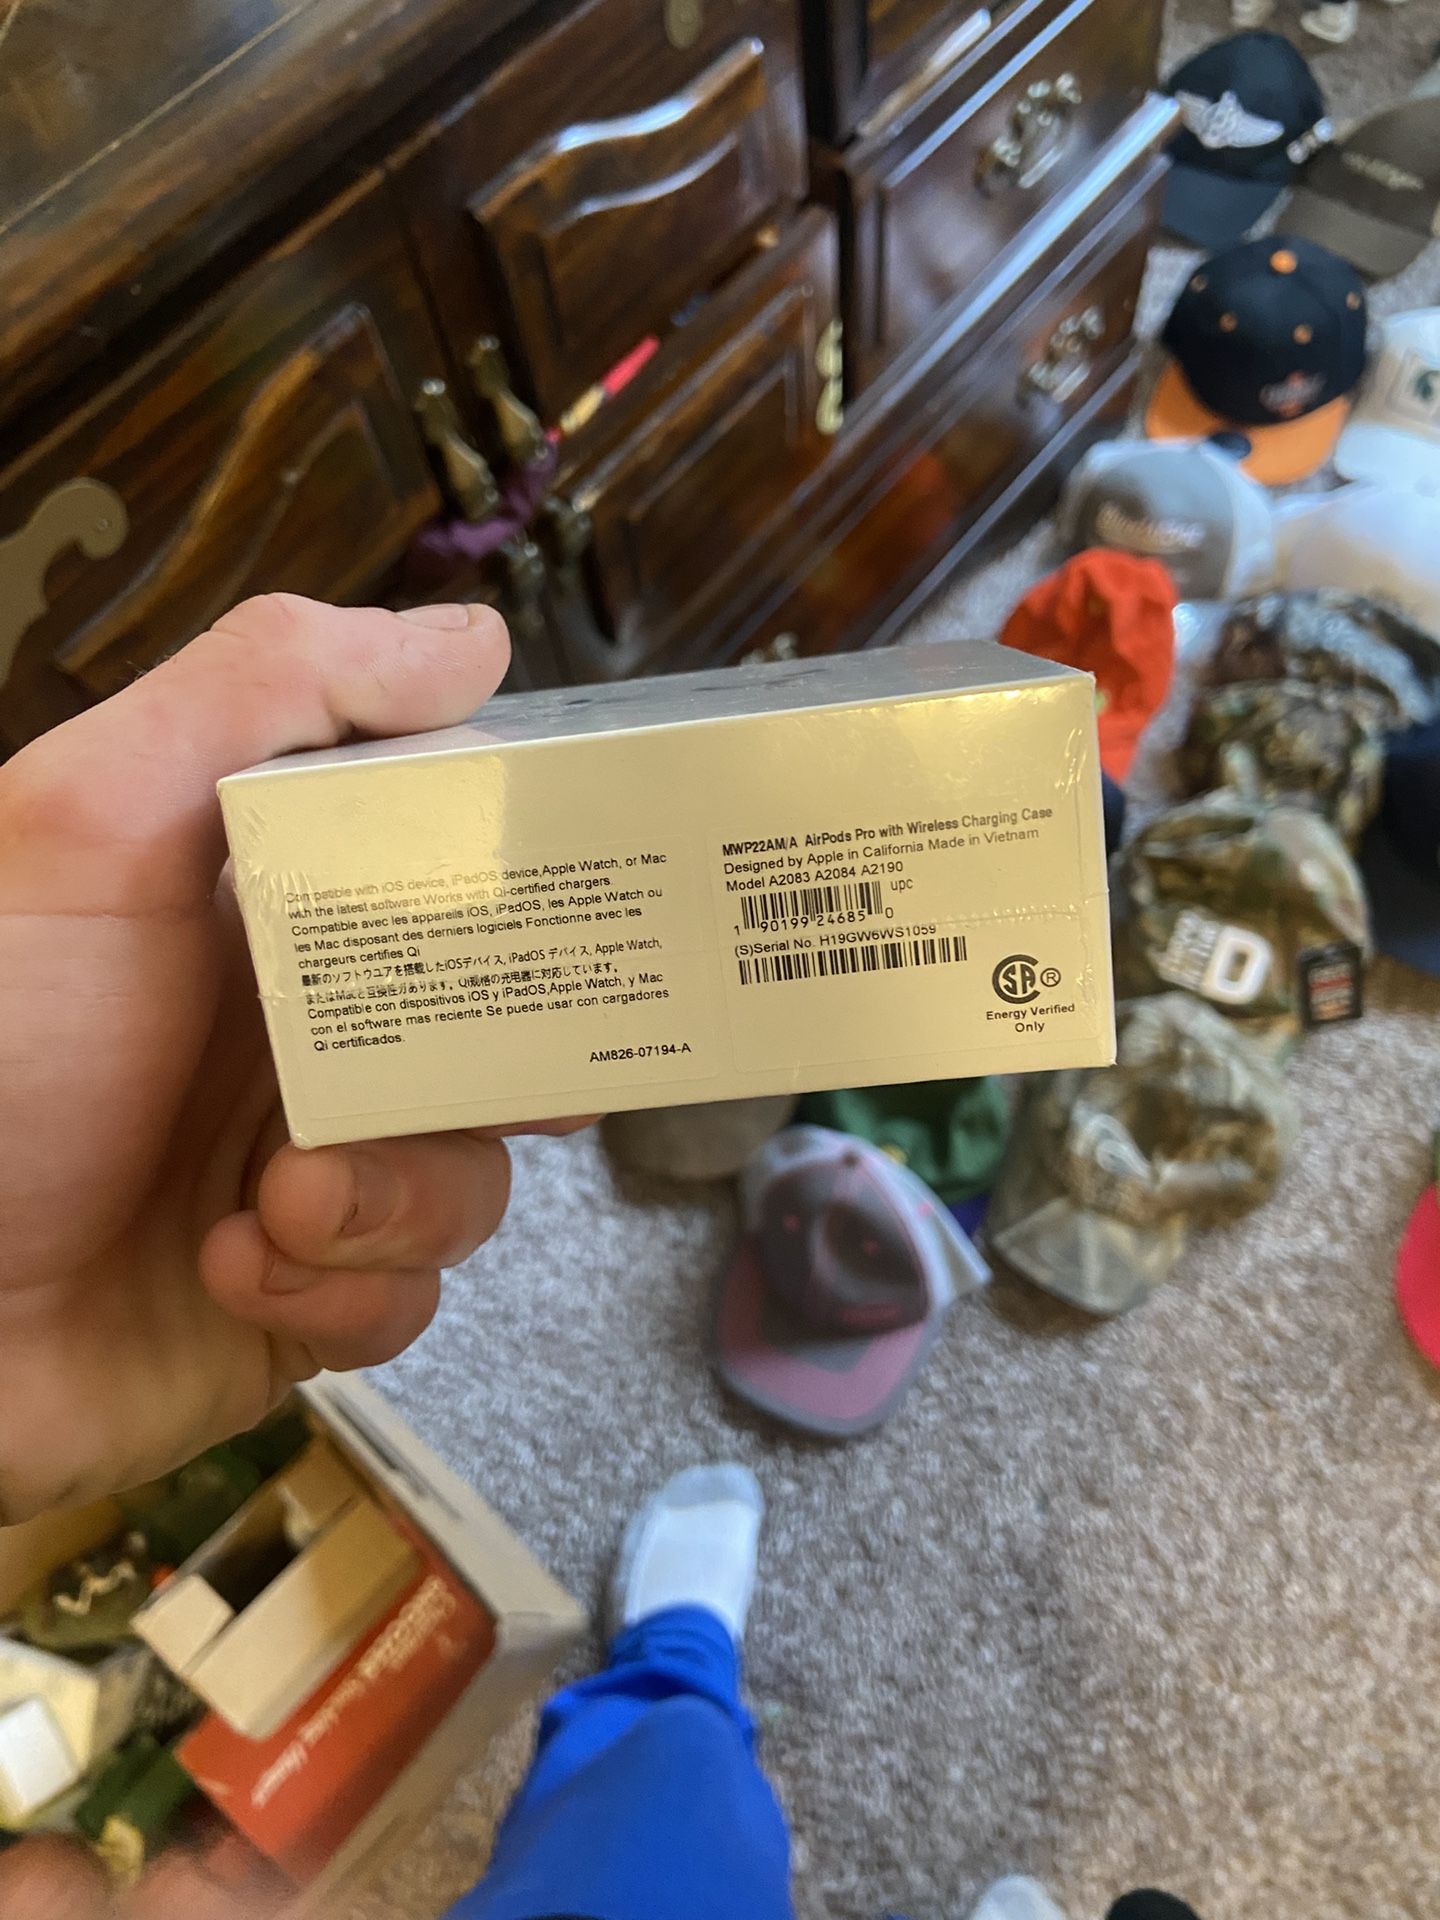 Compatible with iOS device, iPadOS device,Apple Watch, or Mac
with the latest software Works with Qi-certified chargers.
Compatible avec les appareils iOS, iPadOS, les Apple Watch ou
les Mac disposant des derniers logiciels Fonctionne avec les
chargeurs certifies Qi
最新のソフトウユアを搭載したiOSデバイス, iPadOS デバイス, Apple Watch,
またはMacと互換性があります。Qi規格の充電器に対応しています。
Compatible con dispositivos iOS y iPadOS,Apple Watch, y Mac
con el software mas reciente Se puede usar con cargadores
Qi certificados.
AM826-07194-A
MWP22AM/A AirPods Pro with Wireless Charging Case
Designed by Apple in California Made in Vietnam
Model A2083 A2084 A2190
upc
1 90199 24685 0
(S)Serial No. H19GW6WS1059
SA ®
Energy Verified
Only